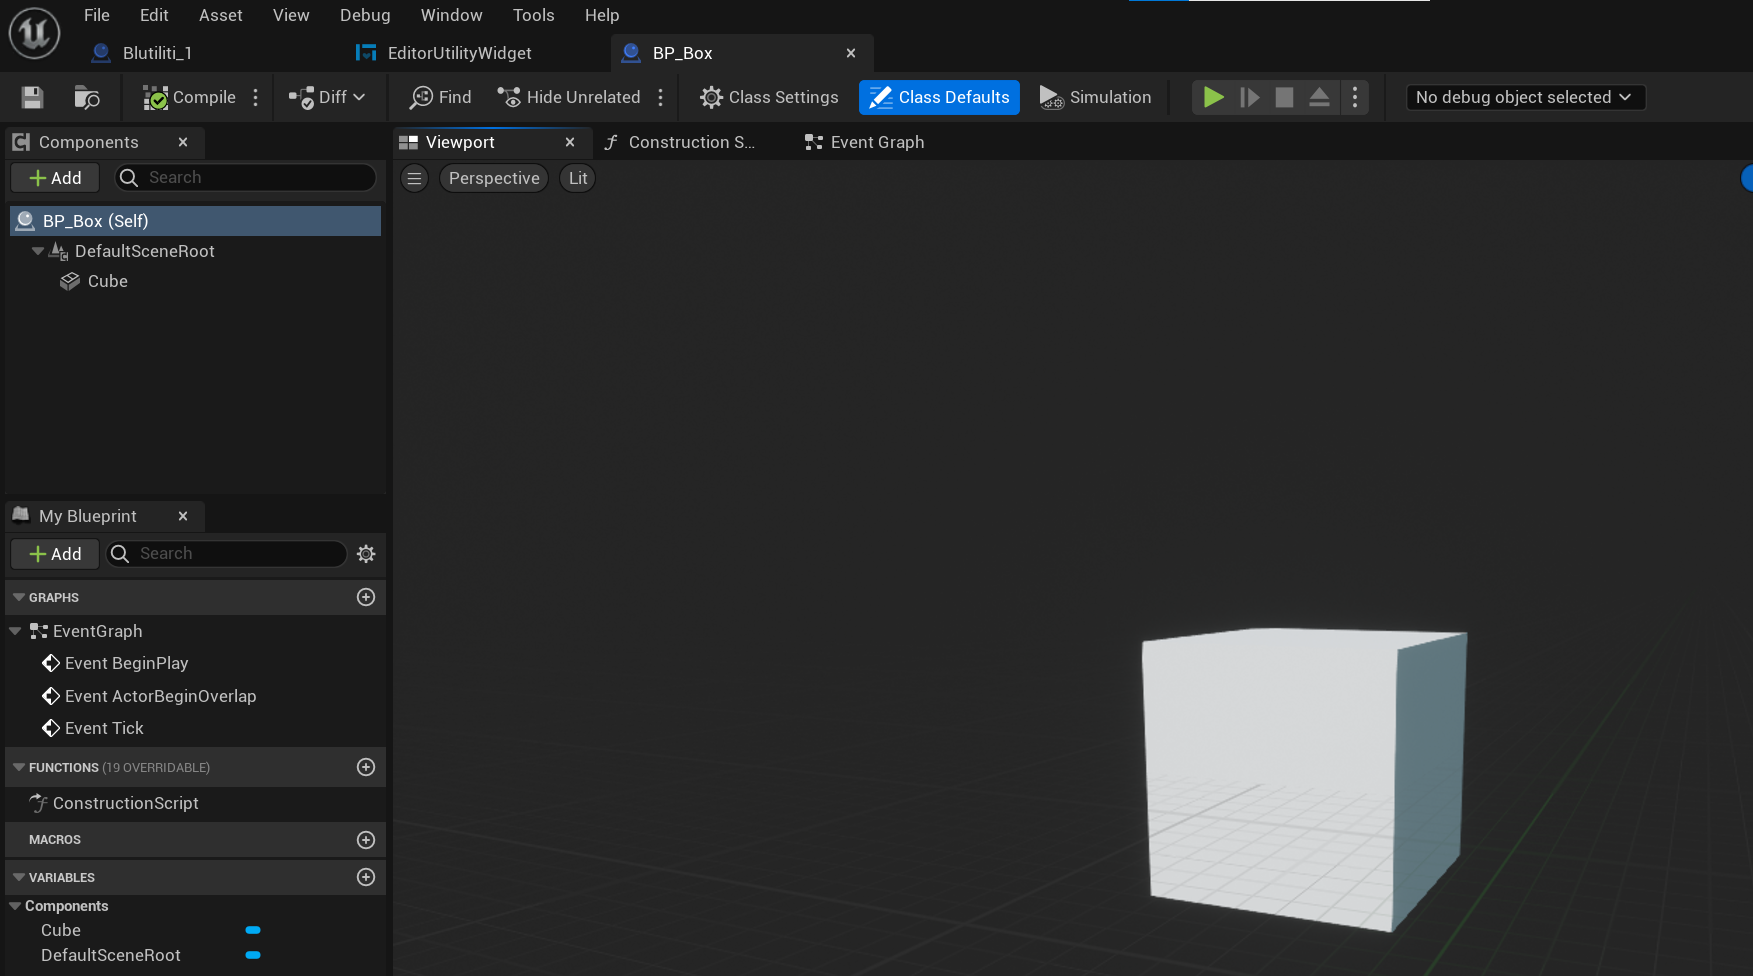 File Edit Asset View Debug Window Tools Help
Blutiliti_1 EditorUtilityWidget BP_Box
Compile Diff Find Hide Unrelated Class Settings Class Defaults Simulation No debug object selected
Components Viewport Construction S... Event Graph
Add Search Perspective Lit
BP_Box (Self)
DefaultSceneRoot
Cube
My Blueprint
Add Search
GRAPHS
EventGraph
Event BeginPlay
Event ActorBeginOverlap
Event Tick
FUNCTIONS (19 OVERRIDABLE)
ConstructionScript
MACROS
VARIABLES
Components
Cube
DefaultSceneRoot